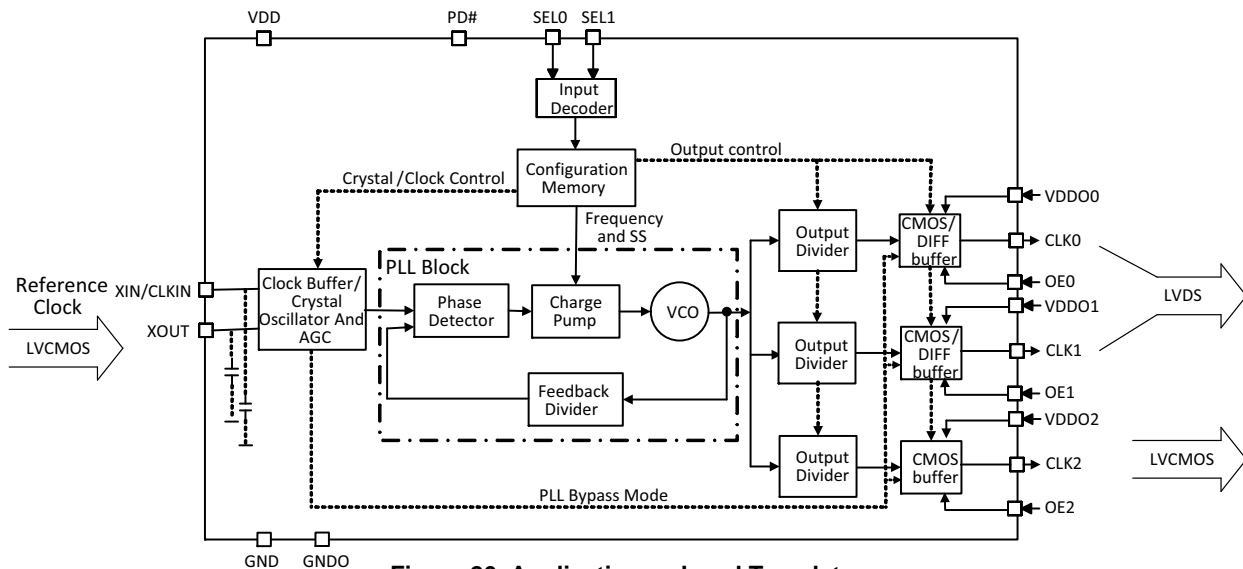 VDD
PD#
SEL0
SEL1
Input
Decoder
Output control
Configuration
Memory
Crystal /Clock Control
Frequency
and SS
VDDO0
Output
Divider
CMOS/
DIFF
buffer
CLK0
PLL Block
Reference
Clock
XIN/CLKIN
Clock Buffer/
Crystal
Oscillator And
AGC
Phase
Detector
Charge
Pump
VCO
OE0
LVDS
VDDO1
XOUT
LVCMOS
Output
Divider
CMOS/
DIFF
buffer
CLK1
Feedback
Divider
OE1
VDDO2
Output
Divider
CMOS
buffer
CLK2
LVCMOS
PLL Bypass Mode
OE2
GND
GNDO